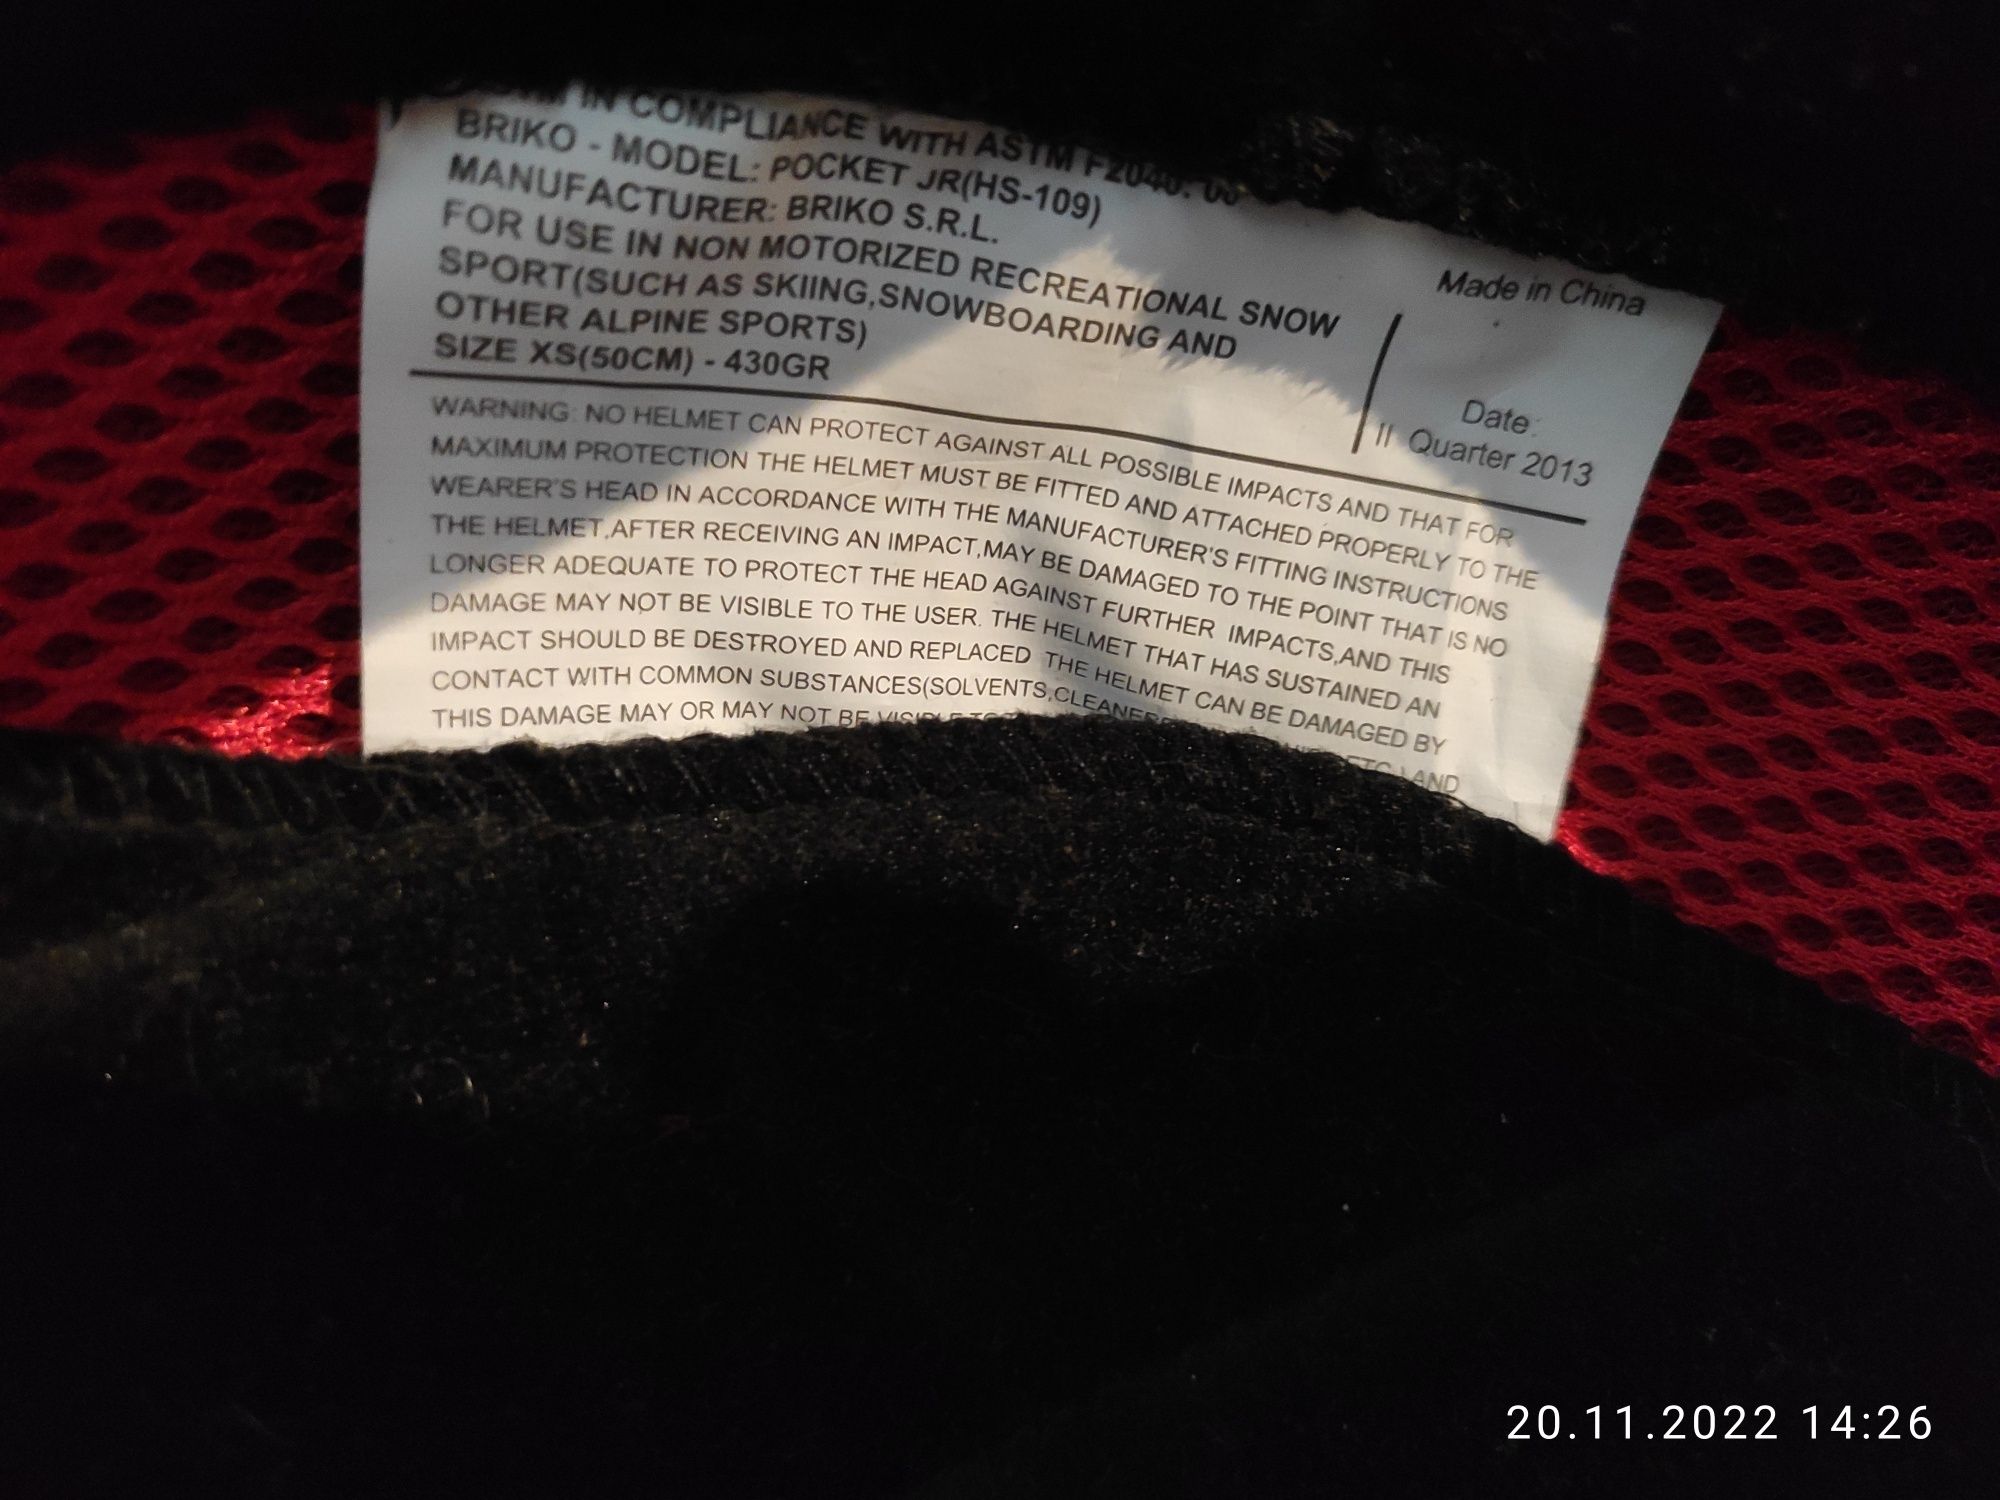 IN COMPLIANCE WITH ASTM F2040:
BRIKO - MODEL: POCKET JR(HS-109)
MANUFACTURER: BRIKO S.R.L.
FOR USE IN NON MOTORIZED RECREATIONAL SNOW
SPORT(SUCH AS SKIING,SNOWBOARDING AND
OTHER ALPINE SPORTS)
SIZE XS(50CM) - 430GR
Made in China
Date:
II Quarter 2013
WARNING: NO HELMET CAN PROTECT AGAINST ALL POSSIBLE IMPACTS AND THAT FOR
MAXIMUM PROTECTION THE HELMET MUST BE FITTED AND ATTACHED PROPERLY TO THE
WEARER'S HEAD IN ACCORDANCE WITH THE MANUFACTURER'S FITTING INSTRUCTIONS
THE HELMET,AFTER RECEIVING AN IMPACT,MAY BE DAMAGED TO THE POINT THAT IS NO
LONGER ADEQUATE TO PROTECT THE HEAD AGAINST FURTHER IMPACTS,AND THIS
DAMAGE MAY NOT BE VISIBLE TO THE USER. THE HELMET THAT HAS SUSTAINED AN
IMPACT SHOULD BE DESTROYED AND REPLACED THE HELMET CAN BE DAMAGED BY
CONTACT WITH COMMON SUBSTANCES(SOLVENTS,CLEANERS ETC.) AND
THIS DAMAGE MAY OR MAY NOT BE VISIBLE TO
20.11.2022 14:26